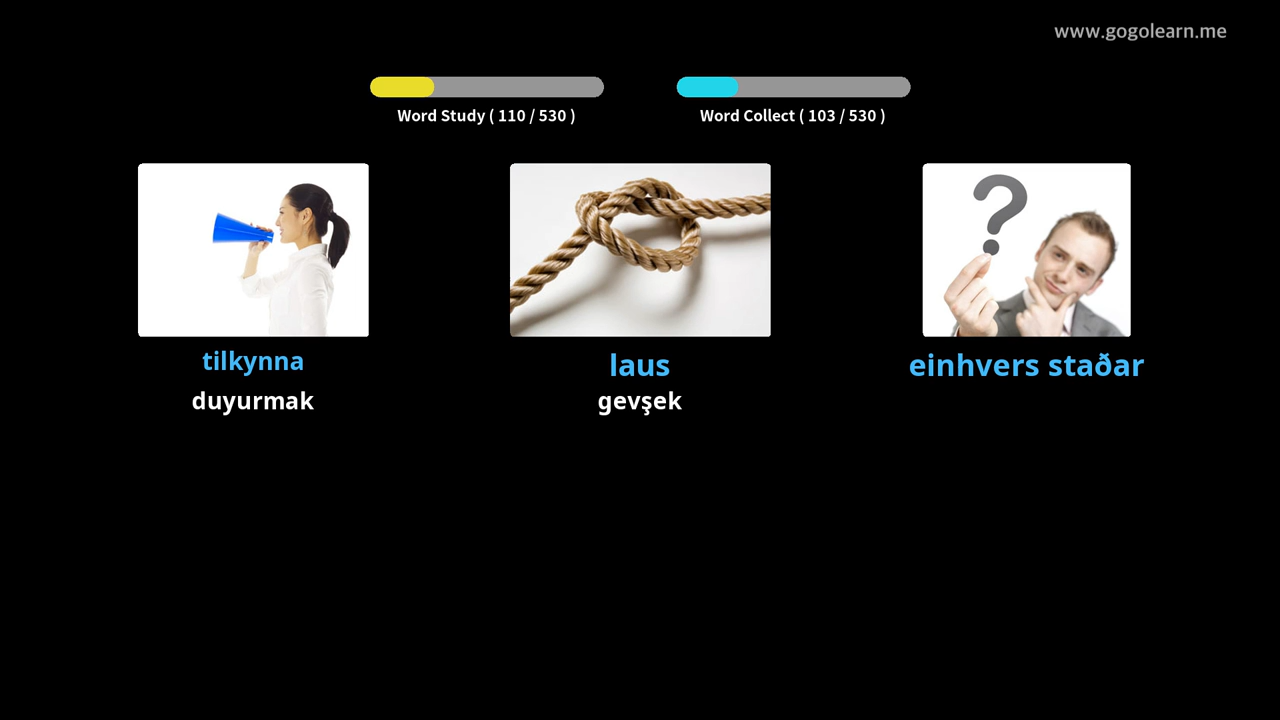 www.gogolearn.me
Word Study ( 110 / 530 )
Word Collect ( 103 / 530 )
tilkynna
duyurmak
laus
gevşek
einhvers staðar